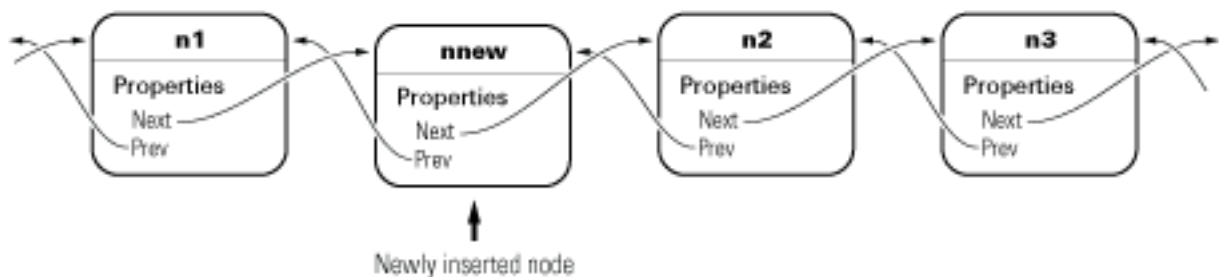 n1
Properties
Next
Prev
nnew
Properties
Next
Prev
n2
Properties
Next
Prev
n3
Properties
Next
Prev
Newly inserted node